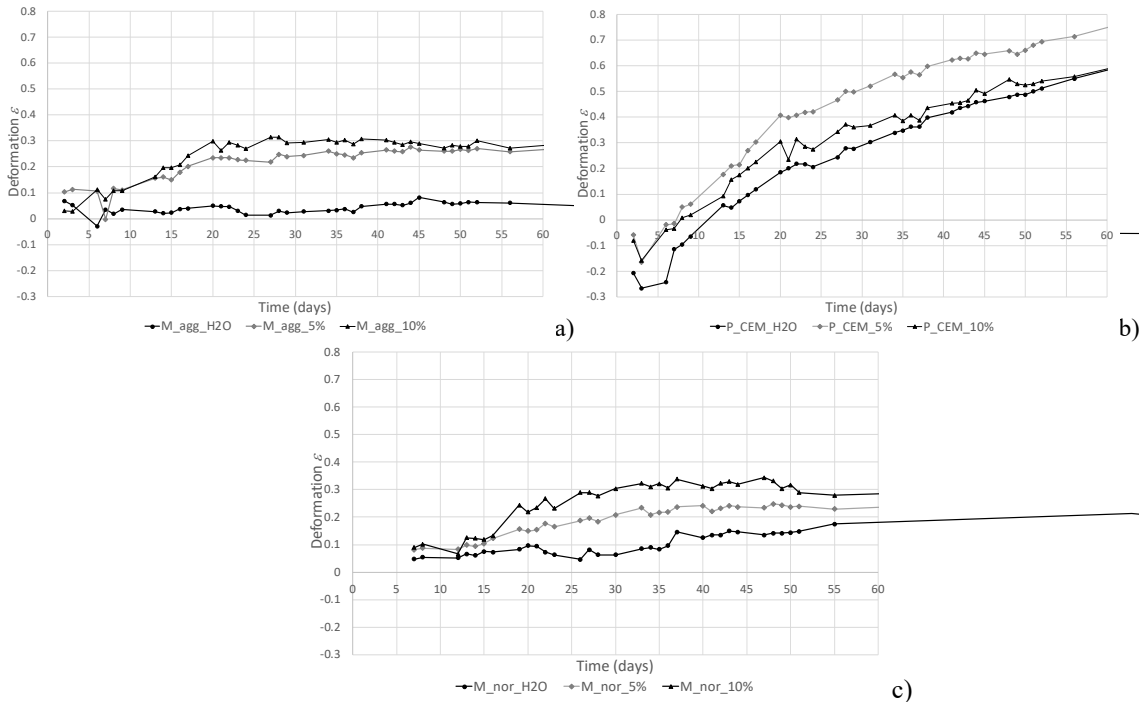 0.8
0.7
0.6
0.5
0.4
0.3
0.2
0.1
0
-0.1
-0.2
-0.3
Deformation ε
0 5 10 15 20 25 30 35 40 45 50 55 60
Time (days)
M_agg_H2O M_agg_5% M_agg_10%
a)
0.8
0.7
0.6
0.5
0.4
0.3
0.2
0.1
0
-0.1
-0.2
-0.3
Deformation ε
0 5 10 15 20 25 30 35 40 45 50 55 60
Time (days)
P_CEM_H2O P_CEM_5% P_CEM_10%
b)
0.8
0.7
0.6
0.5
0.4
0.3
0.2
0.1
0
-0.1
-0.2
-0.3
Deformation ε
0 5 10 15 20 25 30 35 40 45 50 55 60
Time (days)
M_nor_H2O M_nor_5% M_nor_10%
c)